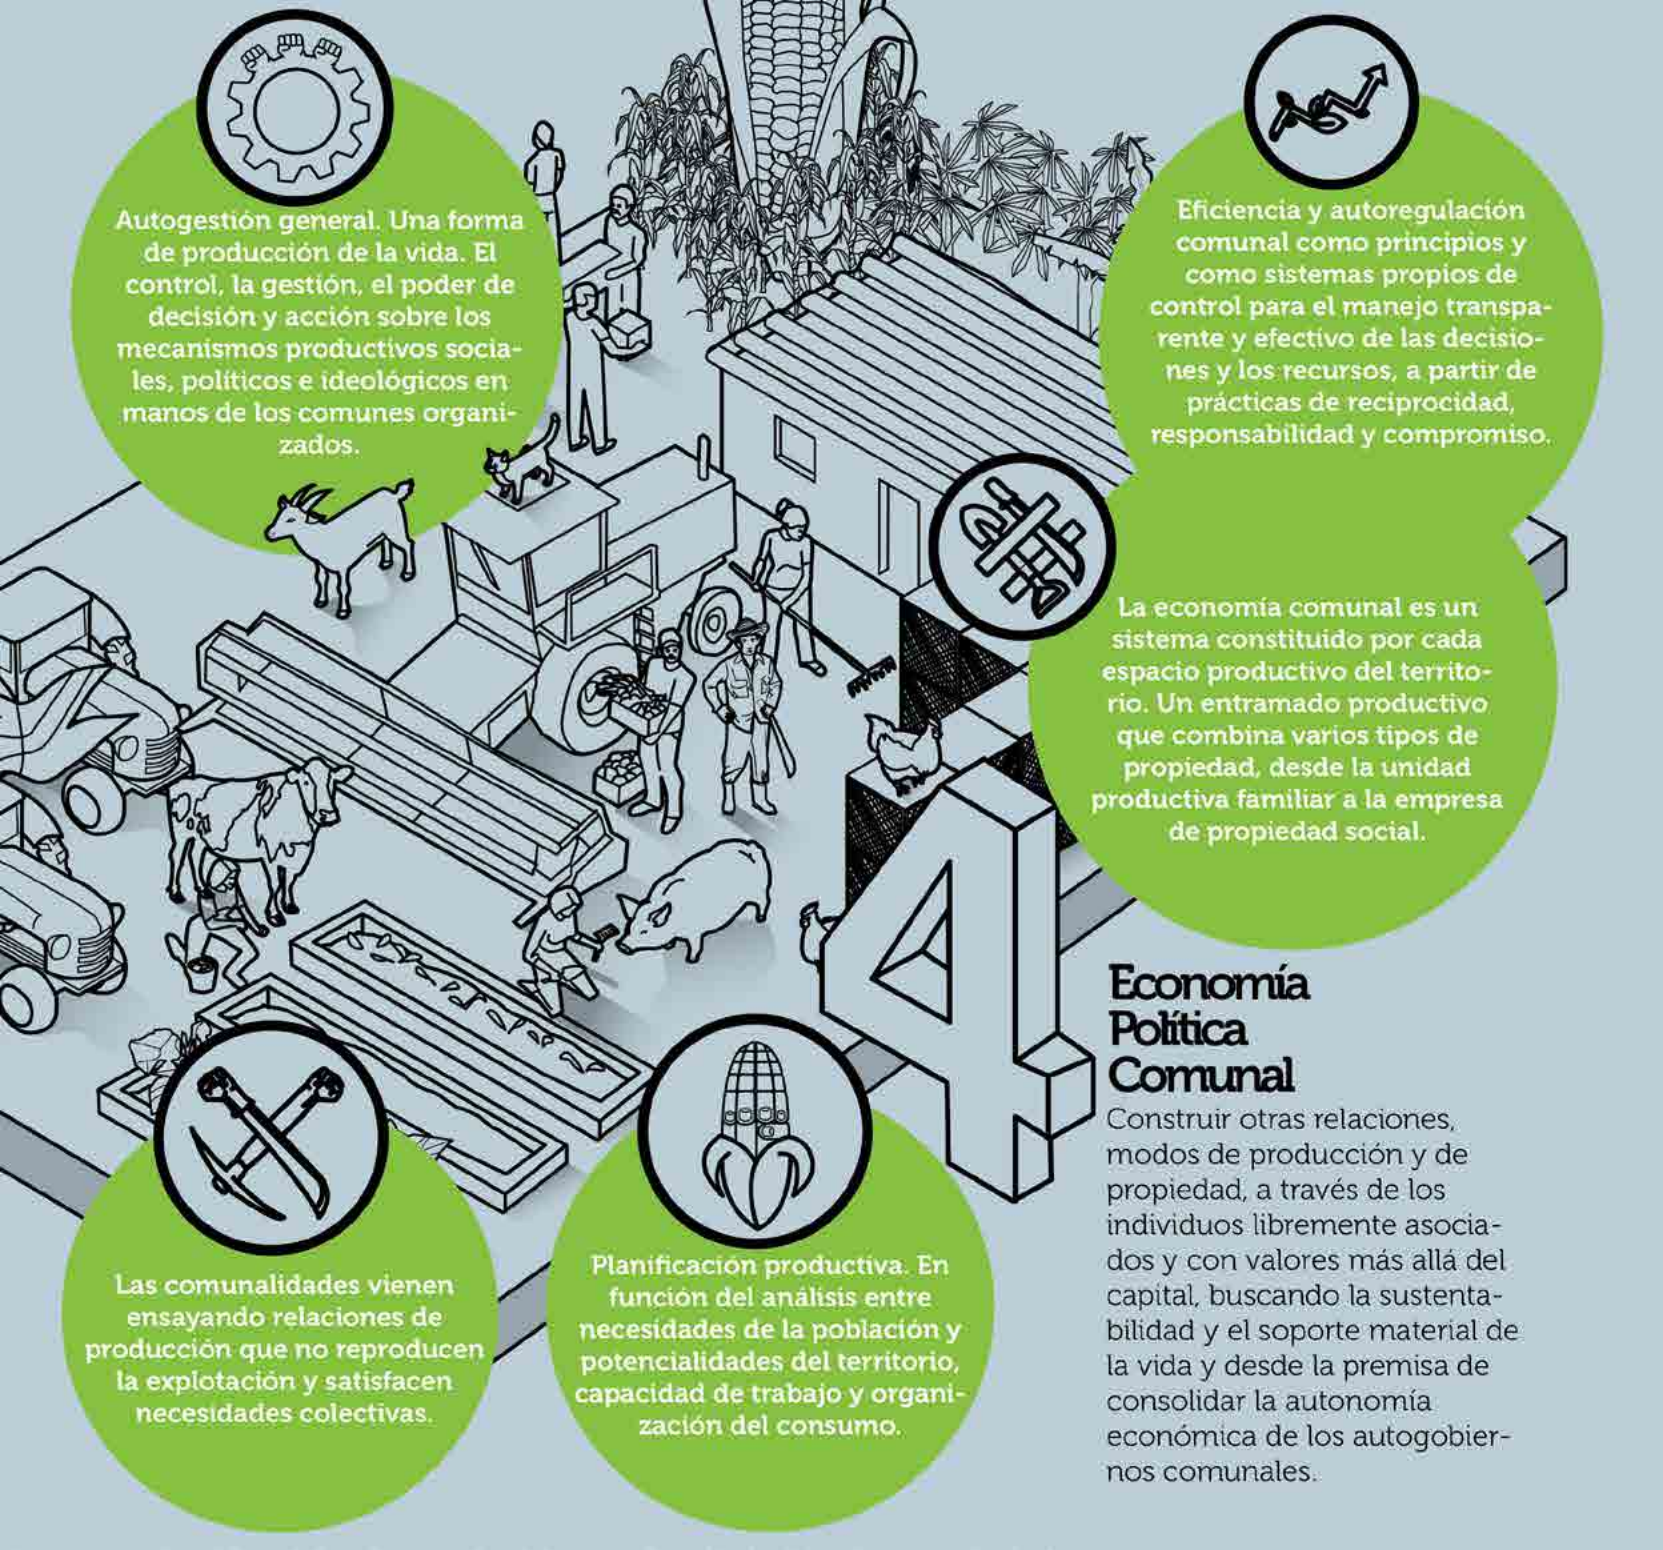 Autogestión general. Una forma
de producción de la vida. El
control, la gestión, el poder de
decisión y acción sobre los
mecanismos productivos socia-
les, políticos e ideológicos en
manos de los comunes organi-
zados.
Eficiencia y autoregulación
comunal como principios y
como sistemas propios de
control para el manejo transpa-
rente y efectivo de las decisio-
nes y los recursos, a partir de
prácticas de reciprocidad,
responsabilidad y compromiso.
La economía comunal es un
sistema constituido por cada
espacio productivo del territo-
rio. Un entramado productivo
que combina varios tipos de
propiedad, desde la unidad
productiva familiar a la empresa
de propiedad social.
4
Economía
Política
Comunal
Construir otras relaciones,
modos de producción y de
propiedad, a través de los
individuos libremente asocia-
dos y con valores más allá del
capital, buscando la sustenta-
bilidad y el soporte material de
la vida y desde la premisa de
consolidar la autonomía
económica de los autogobier-
nos comunales.
Las comunalidades vienen
ensayando relaciones de
producción que no reproducen
la explotación y satisfacen
necesidades colectivas.
Planificación productiva. En
función del análisis entre
necesidades de la población y
potencialidades del territorio,
capacidad de trabajo y organi-
zación del consumo.